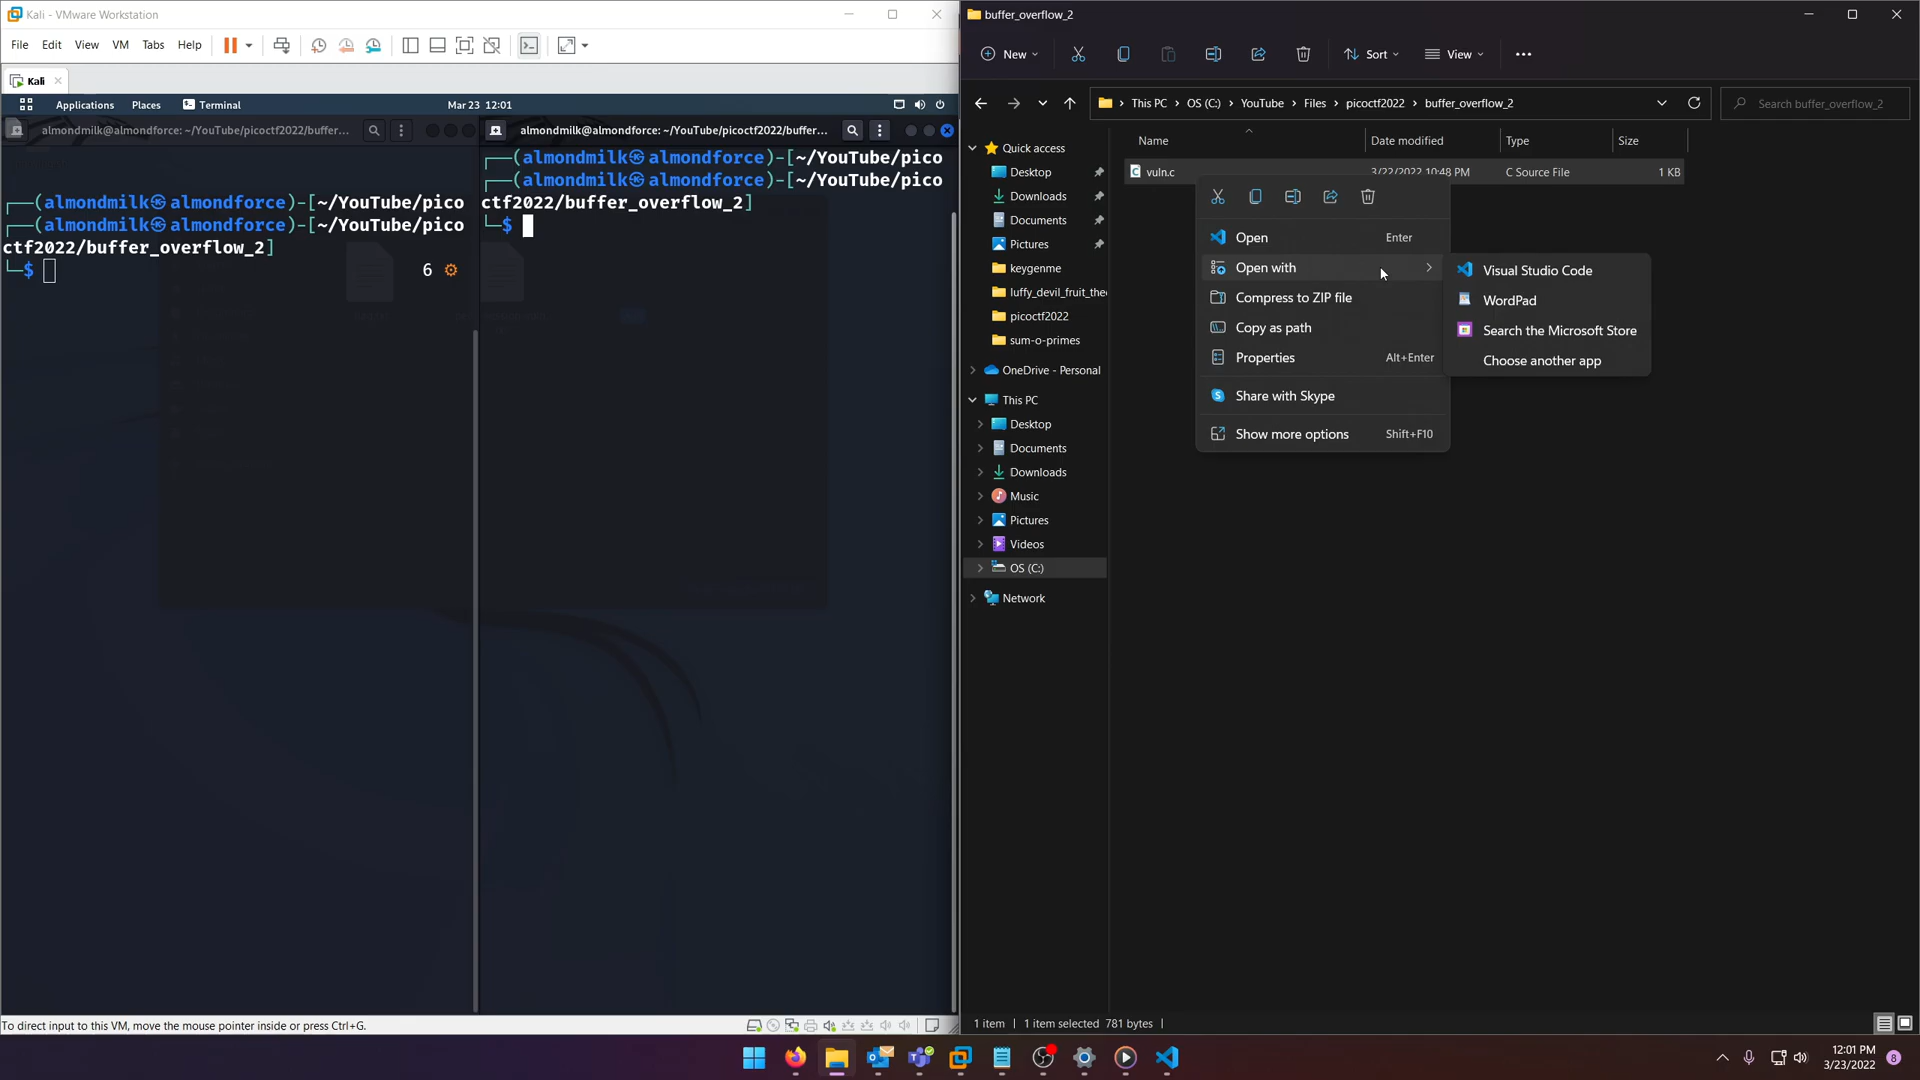 Kali - VMware Workstation
File Edit View VM Tabs Help
Kali
Applications Places Terminal Mar 23 12:01
almondmilk@almondforce: ~/YouTube/picoctf2022/buffer...
┌──(almondmilk㉿almondforce)-[~/YouTube/pico
┌──(almondmilk㉿almondforce)-[~/YouTube/pico
ctf2022/buffer_overflow_2]
└─$
6
almondmilk@almondforce: ~/YouTube/picoctf2022/buffer...
┌──(almondmilk㉿almondforce)-[~/YouTube/pico
┌──(almondmilk㉿almondforce)-[~/YouTube/pico
ctf2022/buffer_overflow_2]
└─$
To direct input to this VM, move the mouse pointer inside or press Ctrl+G.
buffer_overflow_2
New Sort View
This PC > OS (C:) > YouTube > Files > picoctf2022 > buffer_overflow_2
Search buffer_overflow_2
Quick access
Desktop
Downloads
Documents
Pictures
keygenme
luffy_devil_fruit_the
picoctf2022
sum-o-primes
OneDrive - Personal
This PC
Desktop
Documents
Downloads
Music
Pictures
Videos
OS (C:)
Network
Name Date modified Type Size
vuln.c 3/22/2022 10:48 PM C Source File 1 KB
Open Enter
Open with
Compress to ZIP file
Copy as path
Properties Alt+Enter
Share with Skype
Show more options Shift+F10
Visual Studio Code
WordPad
Search the Microsoft Store
Choose another app
1 item 1 item selected 781 bytes
12:01 PM
3/23/2022
8